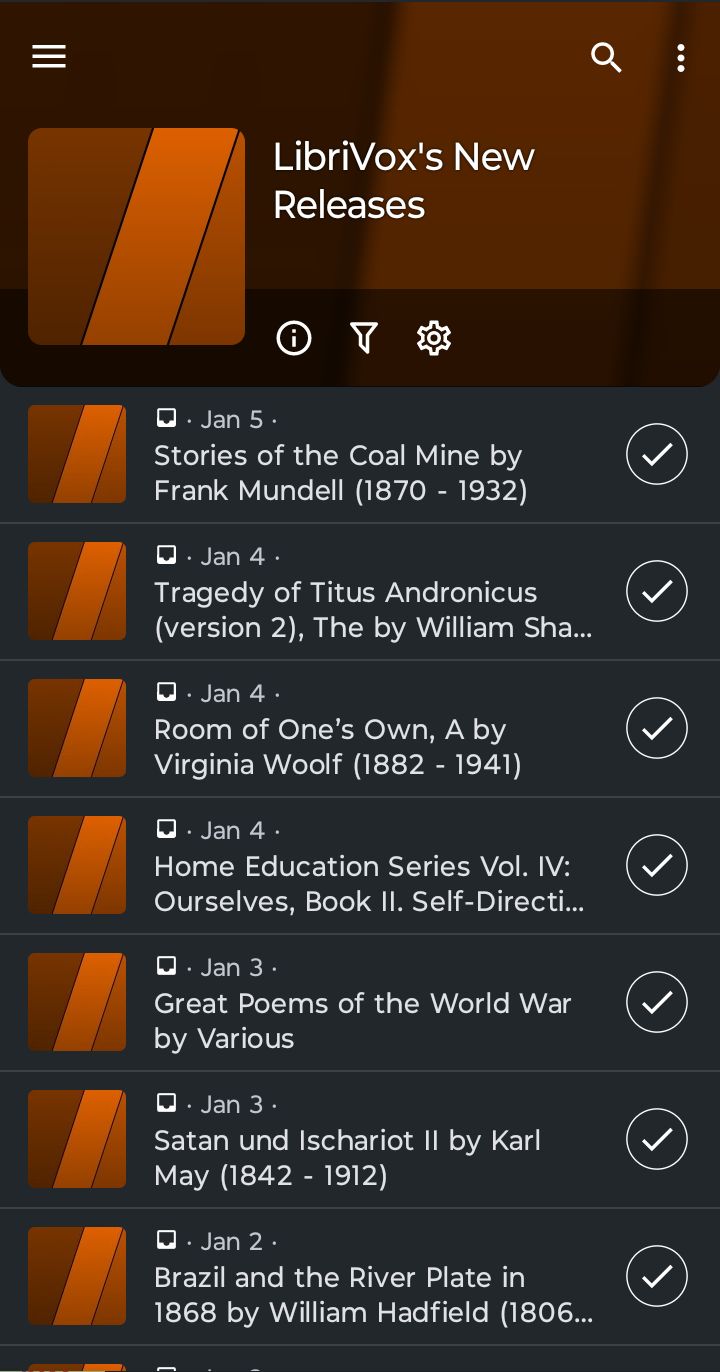 LibriVox's New
Releases
· Jan 5 ·
Stories of the Coal Mine by
Frank Mundell (1870 - 1932)
· Jan 4 ·
Tragedy of Titus Andronicus
(version 2), The by William Sha...
· Jan 4 ·
Room of One’s Own, A by
Virginia Woolf (1882 - 1941)
· Jan 4 ·
Home Education Series Vol. IV:
Ourselves, Book II. Self-Directi...
· Jan 3 ·
Great Poems of the World War
by Various
· Jan 3 ·
Satan und Ischariot II by Karl
May (1842 - 1912)
· Jan 2 ·
Brazil and the River Plate in
1868 by William Hadfield (1806...